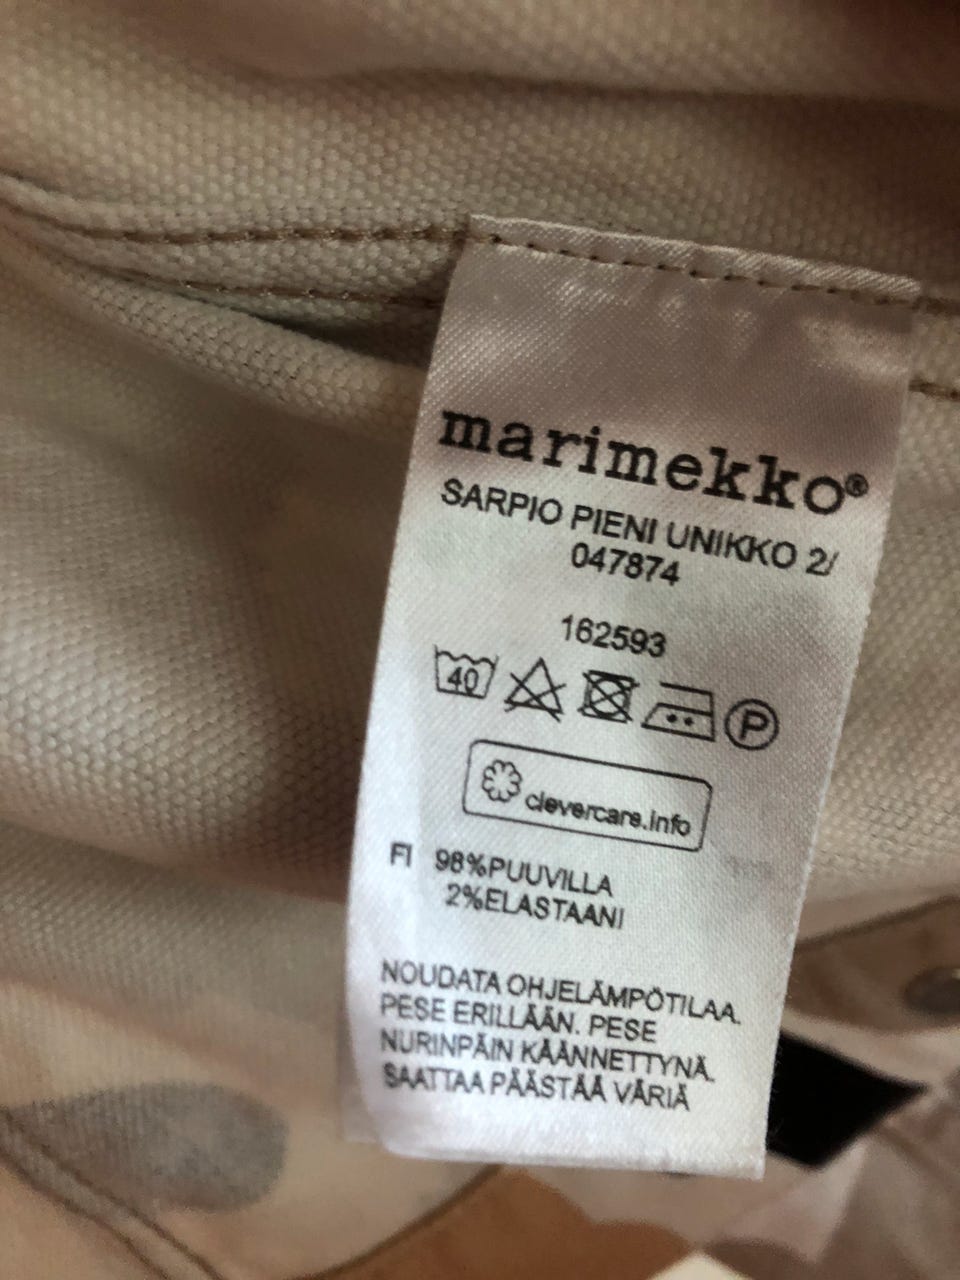 marimekko®
SARPIO PIENI UNIKKO 2/
047874
162593
40 P
clevercare.info
FI 98%PUUVILLA
2%ELASTAANI
NOUDATA OHJELÄMPÖTILAA.
PESE ERILLÄÄN. PESE
NURINPÄIN KÄÄNNETTYNÄ.
SAATTAA PÄÄSTÄÄ VÄRIÄ